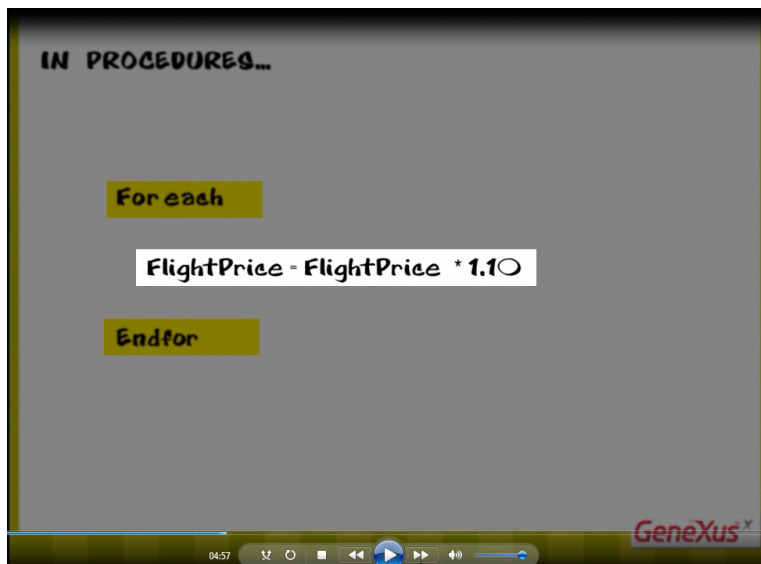 IN PROCEDURES...
For each
FlightPrice = FlightPrice * 1.10
Endfor
GeneXus X
04:57